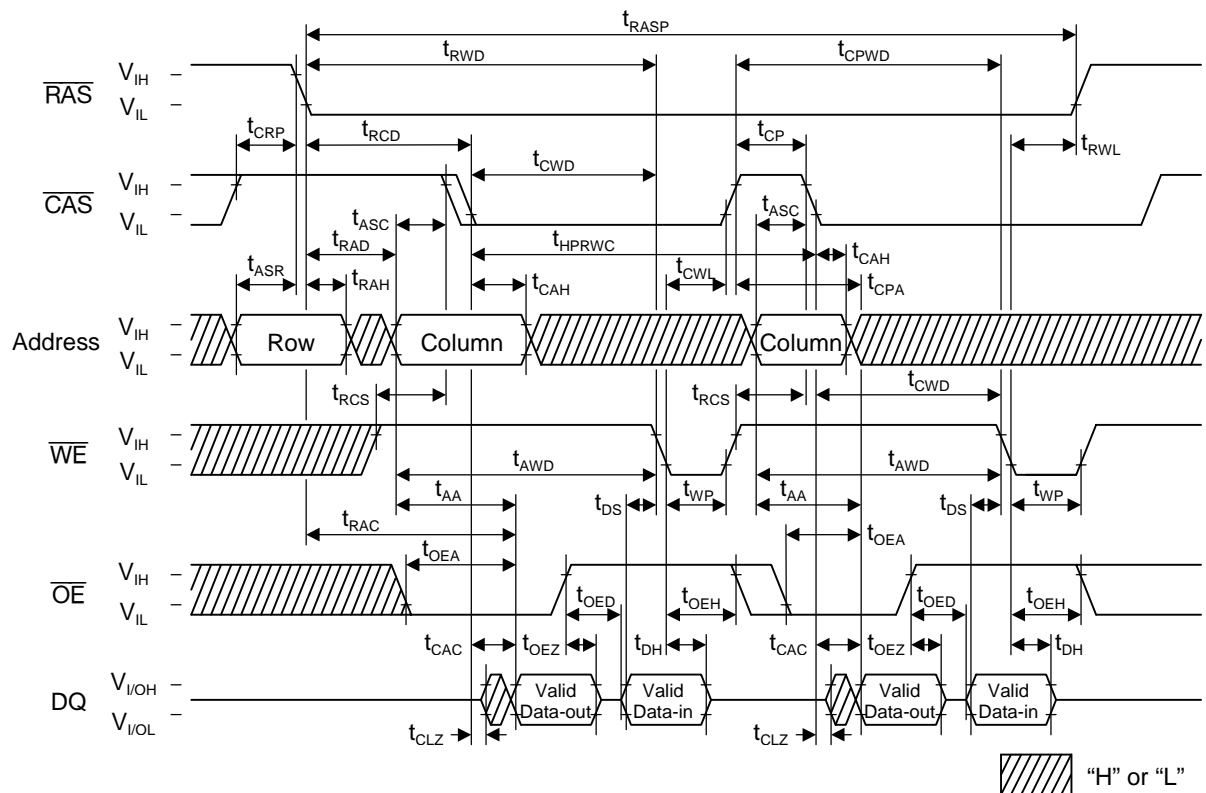 tRASP
tRWD
tCPWD
RAS
VIH
VIL
tCRP
tRCD
tCP
tRWL
tCWD
CAS
VIH
VIL
tASC
tASC
tRAD
tHPRWC
tCAH
tASR
tRAH
tCAH
tCWL
tCPA
Address
VIH
VIL
Row
Column
Column
tRCS
tRCS
tCWD
WE
VIH
VIL
tAWD
tAWD
tAA
tDS
tWP
tAA
tDS
tWP
tRAC
tOEA
tOEA
OE
VIH
VIL
tOED
tOEH
tOED
tOEH
tCAC
tOEZ
tDH
tCAC
tOEZ
tDH
DQ
VI/OH
VI/OL
Valid
Data-out
Valid
Data-in
Valid
Data-out
Valid
Data-in
tCLZ
tCLZ
“H” or “L”